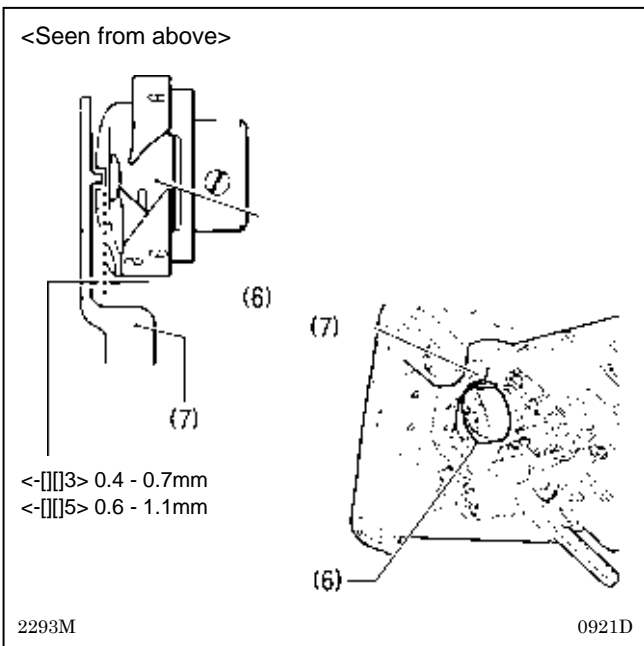 <Seen from above>
(6)
(7)
(7)
<-[][]3> 0.4 - 0.7mm
<-[][]5> 0.6 - 1.1mm
(6)
2293M
0921D